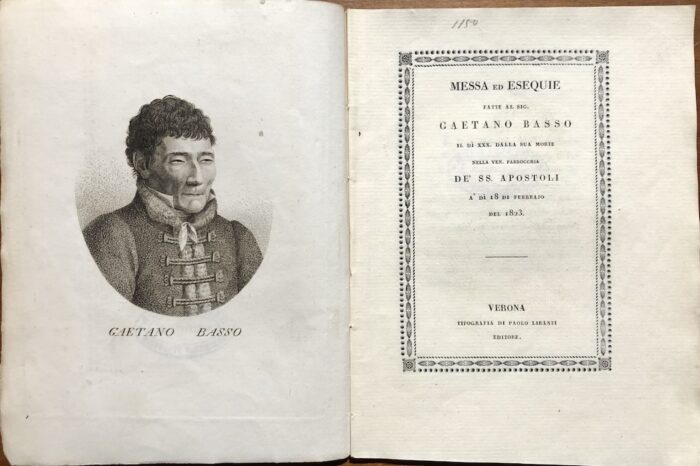 GAETANO BASSO
1150
MESSA ED ESEQUIE
FATTE AL SIG.
GAETANO BASSO
IL DÌ XXX. DALLA SUA MORTE
NELLA VEN. PARROCCHIA
DE' SS. APOSTOLI
A' DÌ 18 DI FEBBRAIO
DEL 1823.
VERONA
TIPOGRAFIA DI PAOLO LIBANTI
EDITORE.